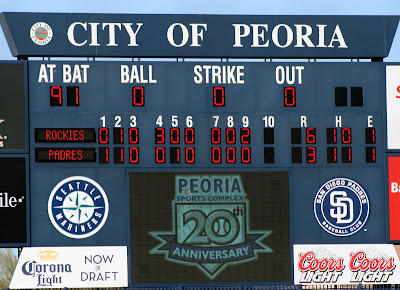 CITY OF PEORIA
AT BAT BALL STRIKE OUT
91 0 0 0
1 2 3 4 5 6 7 8 9 10 R H E
ROCKIES 0 1 0 3 0 0 0 0 2 6 10 1
PADRES 1 1 0 0 1 0 0 0 0 3 10 1
SEATTLE
MARINERS
PEORIA
SPORTS COMPLEX
20th
ANNIVERSARY
SAN DIEGO PADRES
SD
BASEBALL CLUB
ble.
Corona
Light
NOW
on DRAFT
Coors Coors
LIGHT LIGHT